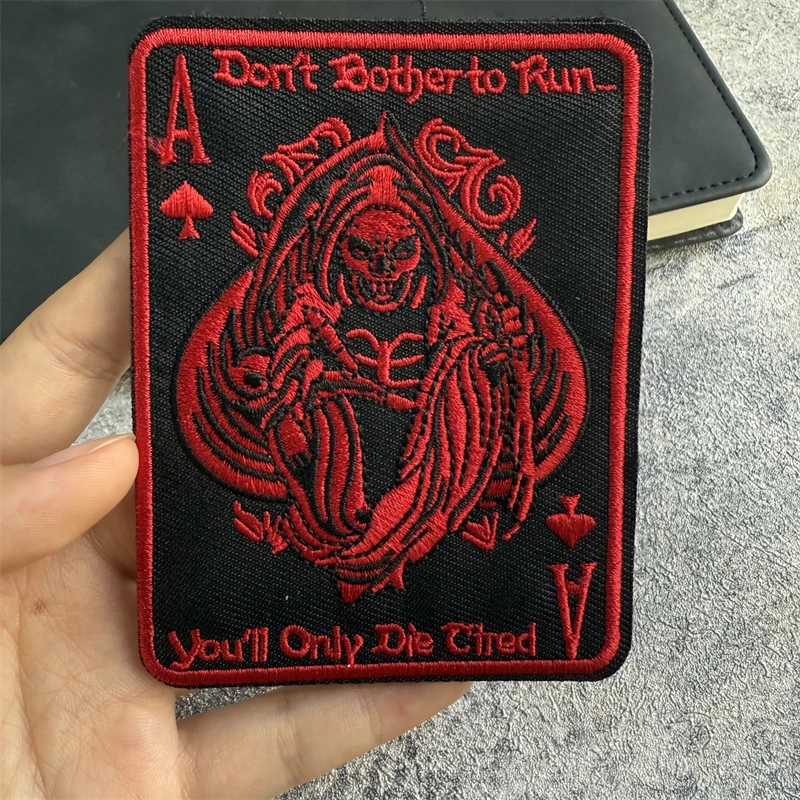 A
Don't Bother to Run...
A
You'll Only Die Tired